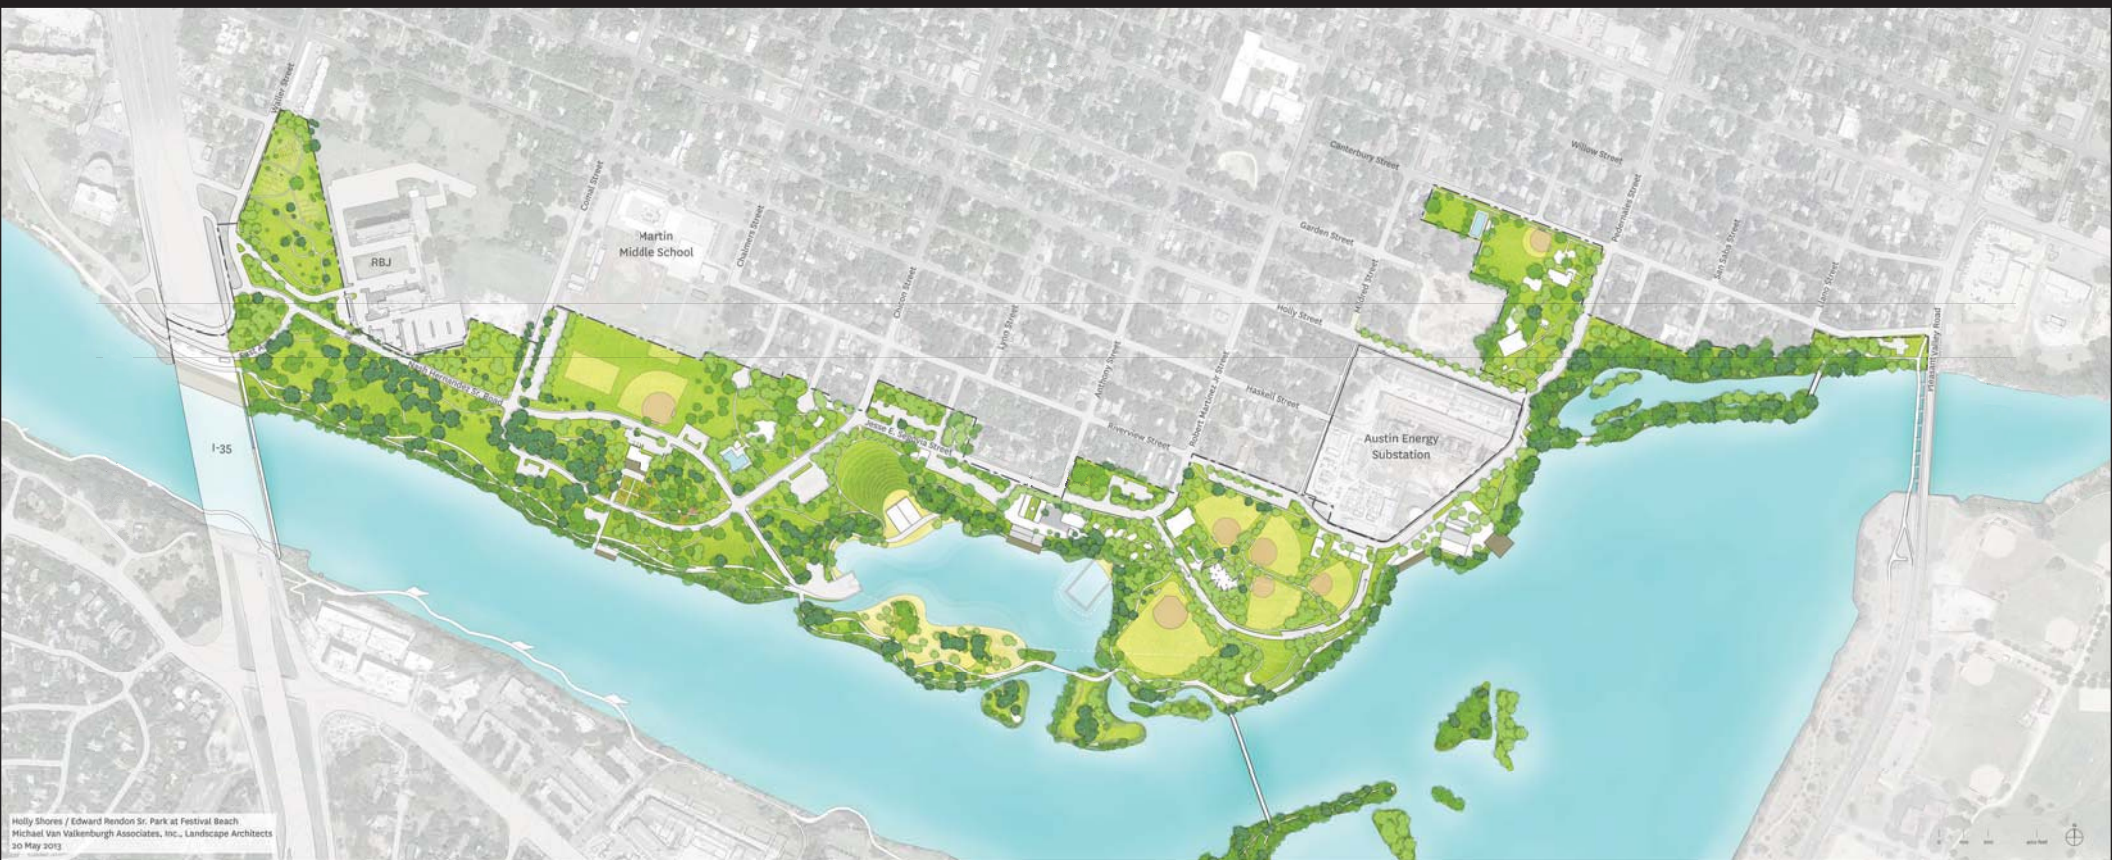 Waller Street
Canterbury Street
Willow Street
Comal Street
Pedernales Street
Martin
Middle School
Chalmers Street
Garden Street
San Saba Street
RBJ
Mildred Street
Chicon Street
Llano Street
Holly Street
Lynn Street
Pleasant Valley Road
Anthony Street
Robert Martinez Jr Street
Nash Hernandez Sr. Road
Haskell Street
Jesse E. Segovia Street
Riverview Street
I-35
Austin Energy
Substation
Holly Shores / Edward Rendon Sr. Park at Festival Beach
Michael Van Valkenburgh Associates, Inc., Landscape Architects
20 May 2013